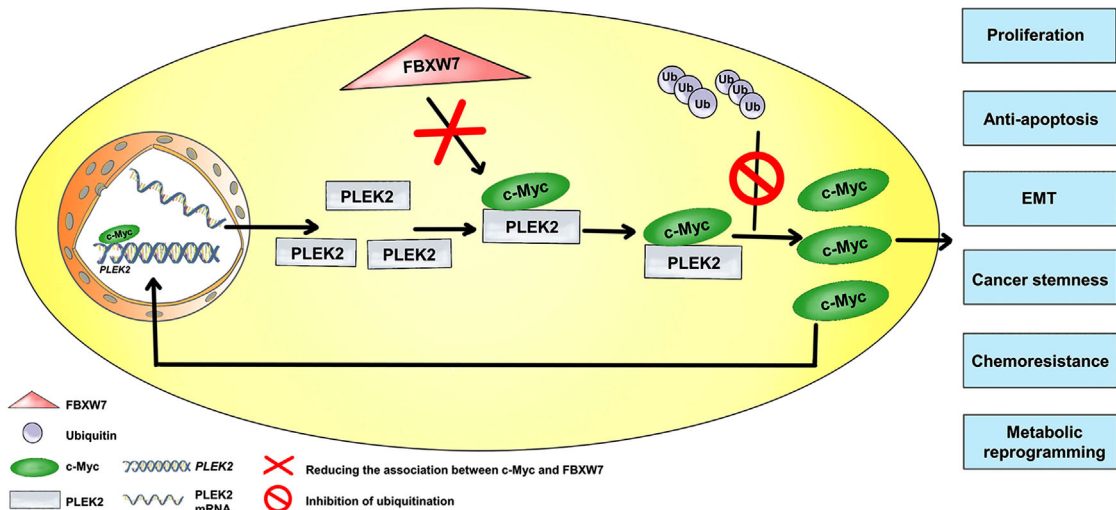 FBXW7
Ub
Ub
Ub
Ub
Ub
Ub
Proliferation
Anti-apoptosis
EMT
Cancer stemness
Chemoresistance
Metabolic
reprogramming
c-Myc
PLEK2
PLEK2
PLEK2
PLEK2
c-Myc
PLEK2
c-Myc
PLEK2
c-Myc
c-Myc
c-Myc
FBXW7
Ubiquitin
c-Myc
PLEK2
PLEK2
PLEK2
mRNA
Reducing the association between c-Myc and FBXW7
Inhibition of ubiquitination